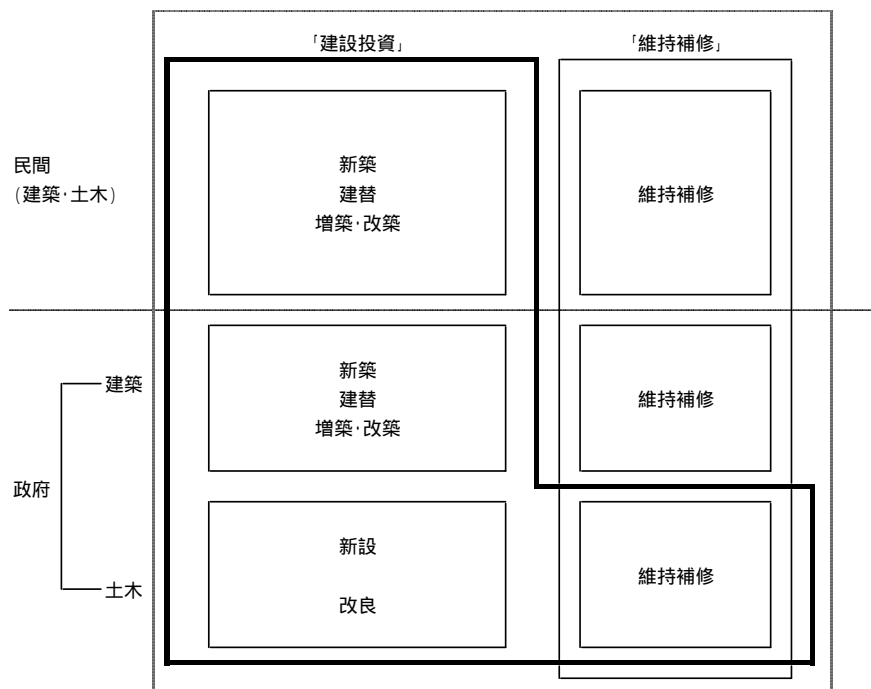 「建設投資」
「維持補修」
民間
(建築・土木)
新築
建替
増築・改築
維持補修
政府
建築
新築
建替
増築・改築
維持補修
土木
新設
改良
維持補修